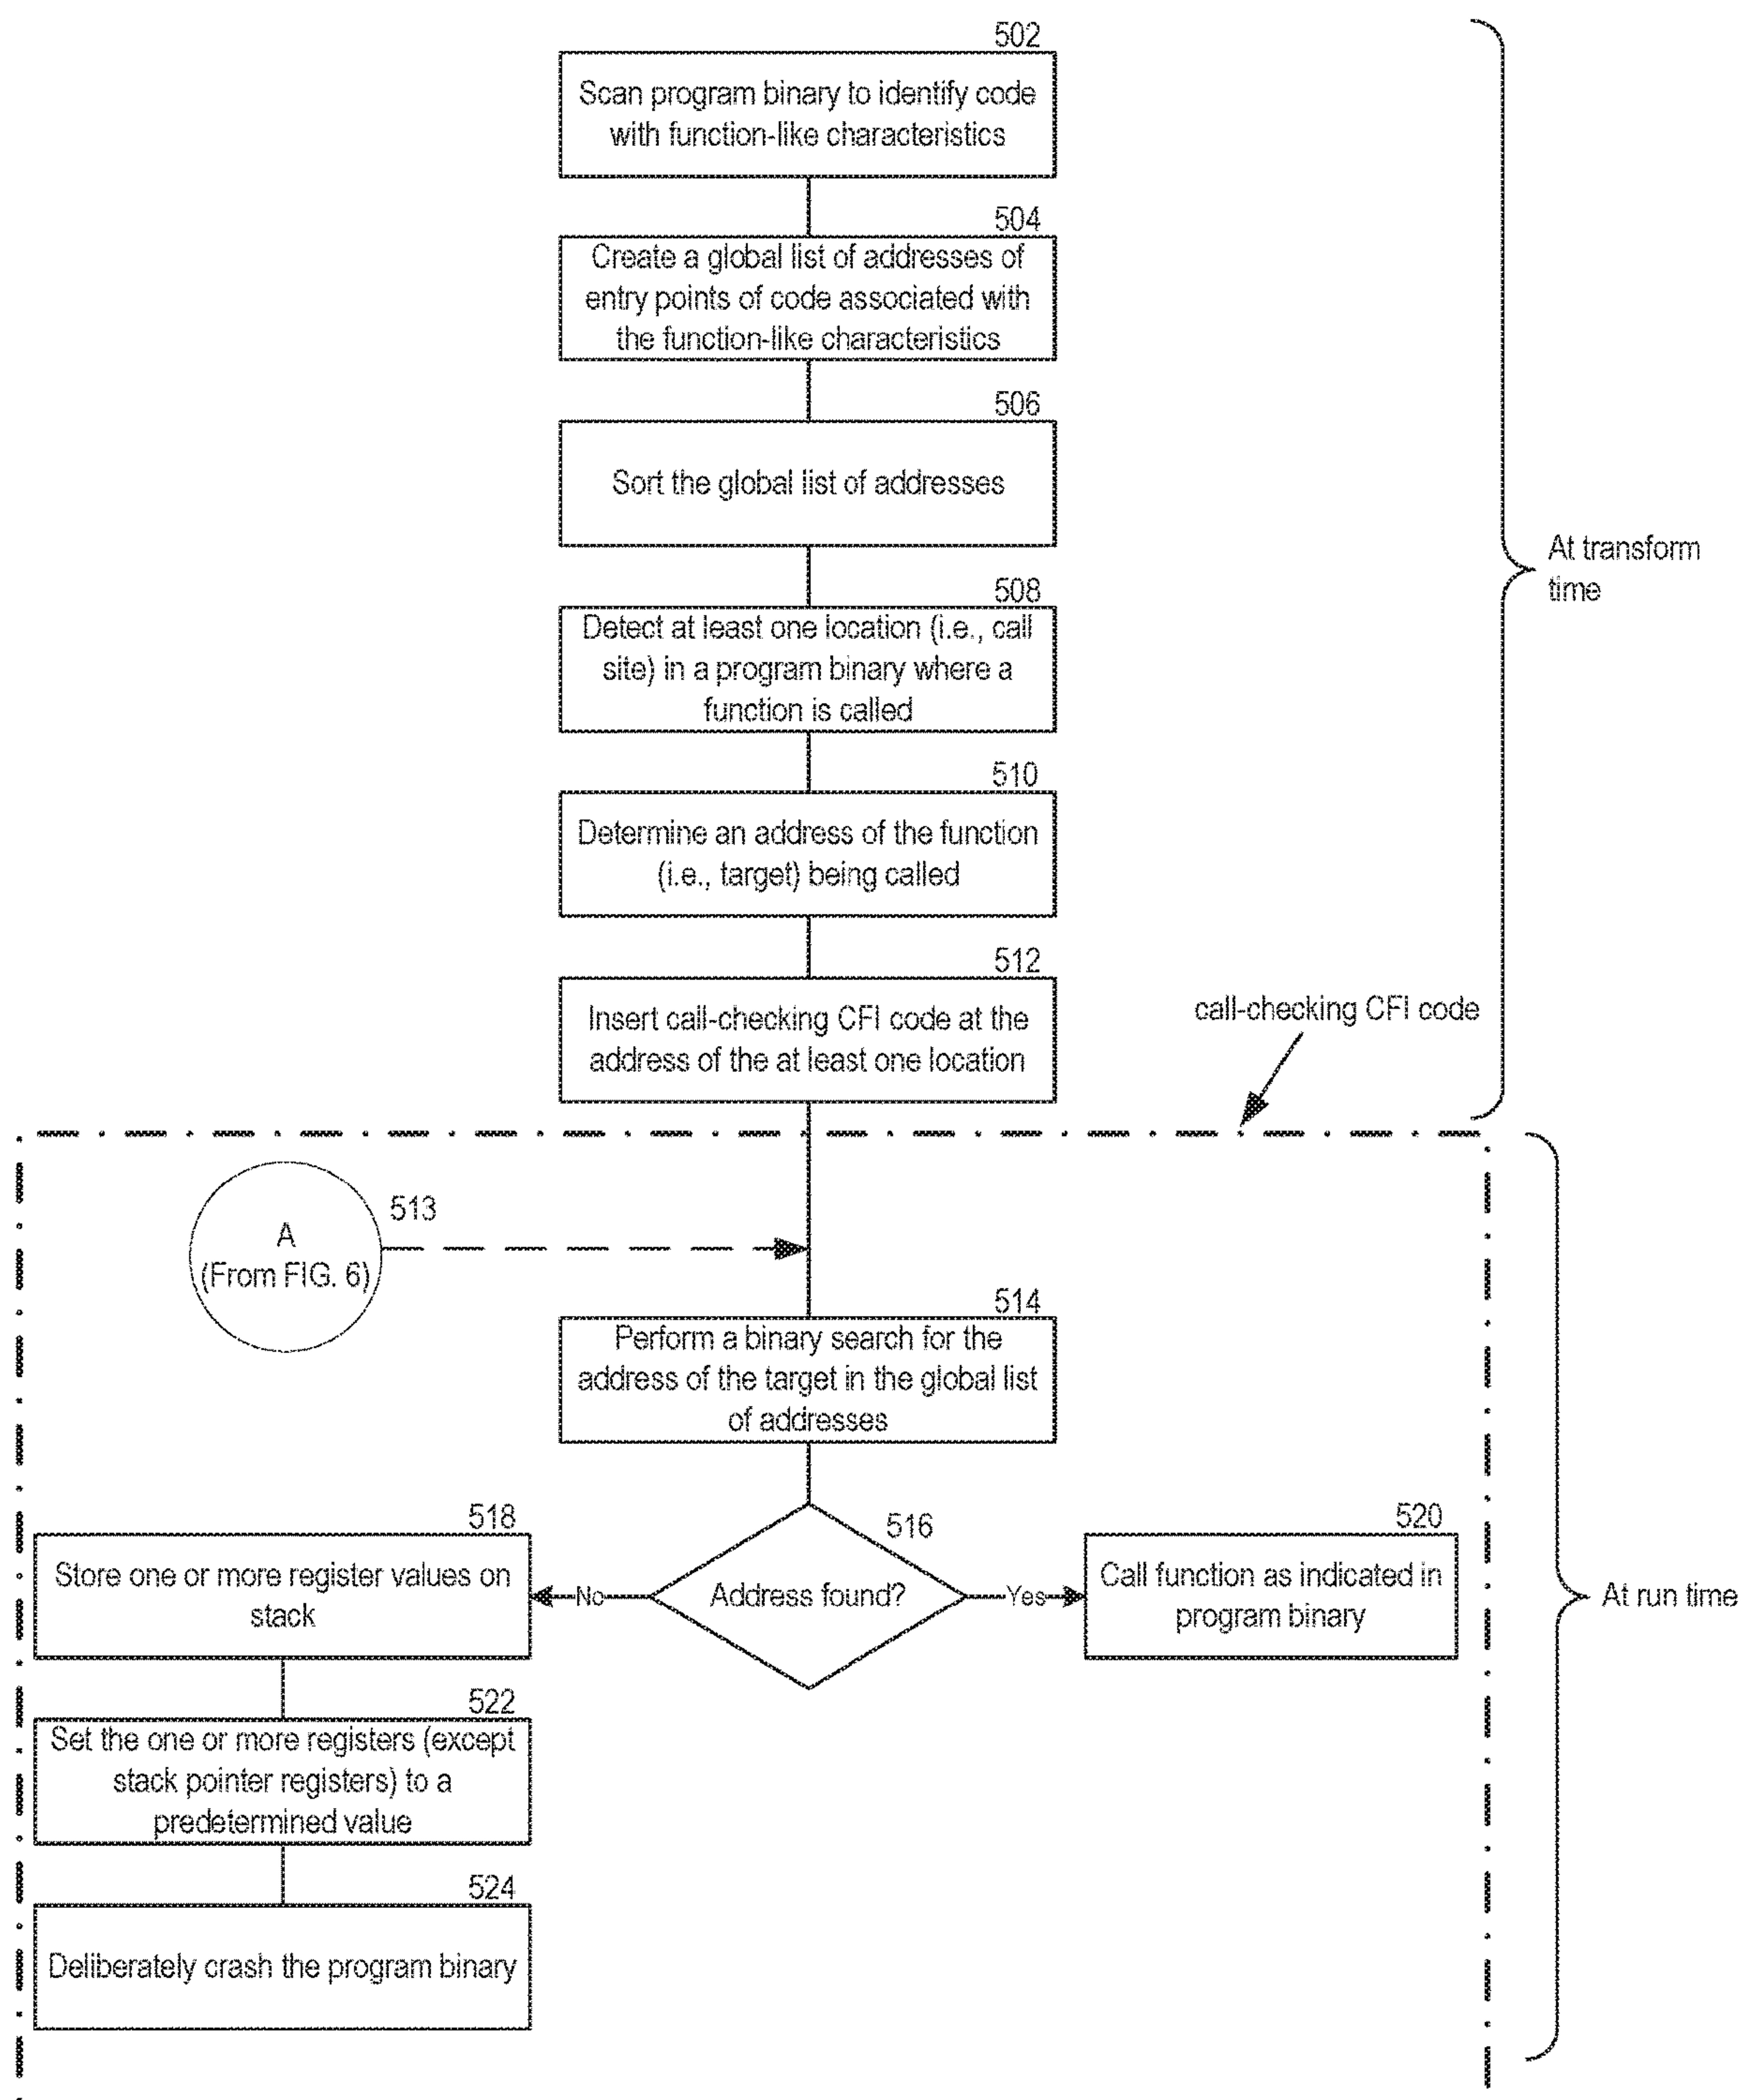 502
Scan program binary to identify code
with function-like characteristics
504
Create a global list of addresses of
entry points of code associated with
the function-like characteristics
506
Sort the global list of addresses
508
Detect at least one location (i.e., call
site) in a program binary where a
function is called
At transform
time
510
Determine an address of the function
(i.e., target) being called
512
Insert call-checking CFI code at the
address of the at least one location
call-checking CFI code
513
A
(From FIG. 6)
514
Perform a binary search for the
address of the target in the global list
of addresses
516
Address found?
No
Yes
518
Store one or more register values on
stack
520
Call function as indicated in
program binary
At run time
522
Set the one or more registers (except
stack pointer registers) to a
predetermined value
524
Deliberately crash the program binary